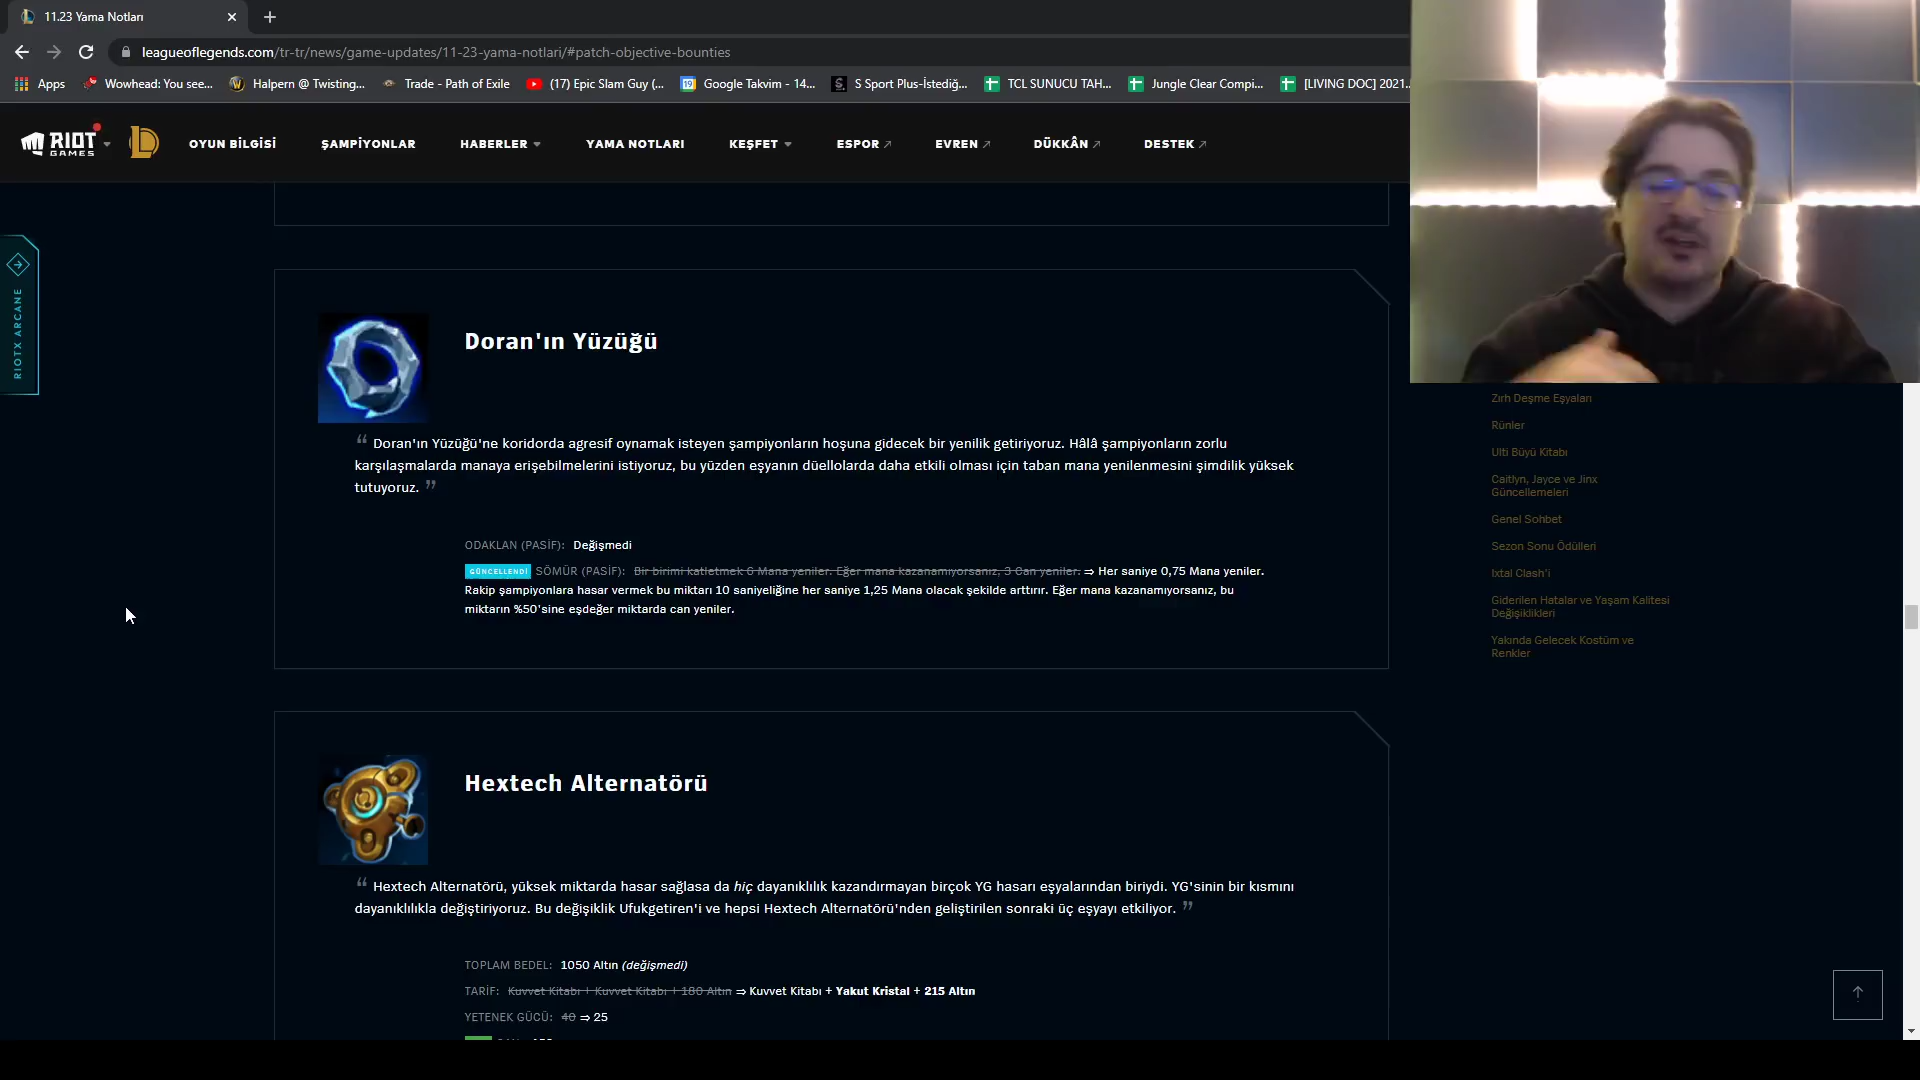 11.23 Yama Notları
leagueoflegends.com/tr-tr/news/game-updates/11-23-yama-notlari/#patch-objective-bounties
Apps
Wowhead: You see...
Halpern @ Twisting...
Trade - Path of Exile
(17) Epic Slam Guy (...
Google Takvim - 14...
S Sport Plus-İstediğ...
TCL SUNUCU TAH...
Jungle Clear Compi...
[LIVING DOC] 2021...
RIOT
GAMES
OYUN BİLGİSİ
ŞAMPİYONLAR
HABERLER
YAMA NOTLARI
KEŞFET
ESPOR
EVREN
DÜKKÂN
DESTEK
RIOTX ARCANE
Doran'ın Yüzüğü
“ Doran'ın Yüzüğü'ne koridorda agresif oynamak isteyen şampiyonların hoşuna gidecek bir yenilik getiriyoruz. Hâlâ şampiyonların zorlu
karşılaşmalarda manaya erişebilmelerini istiyoruz, bu yüzden eşyanın düellolarda daha etkili olması için taban mana yenilenmesini şimdilik yüksek
tutuyoruz. ”
ODAKLAN (PASİF): Değişmedi
GÜNCELLENDİ SÖMÜR (PASİF): Bir birimi katletmek 6 Mana yeniler. Eğer mana kazanamıyorsanız, 3 Can yeniler. ⇒ Her saniye 0,75 Mana yeniler.
Rakip şampiyonlara hasar vermek bu miktarı 10 saniyeliğine her saniye 1,25 Mana olacak şekilde arttırır. Eğer mana kazanamıyorsanız, bu
miktarın %50'sine eşdeğer miktarda can yeniler.
Hextech Alternatörü
“ Hextech Alternatörü, yüksek miktarda hasar sağlasa da hiç dayanıklılık kazandırmayan birçok YG hasarı eşyalarından biriydi. YG'sinin bir kısmını
dayanıklılıkla değiştiriyoruz. Bu değişiklik Ufukgetiren'i ve hepsi Hextech Alternatörü'nden geliştirilen sonraki üç eşyayı etkiliyor. ”
TOPLAM BEDEL: 1050 Altın (değişmedi)
TARİF: Kuvvet Kitabı + Kuvvet Kitabı + 180 Altın ⇒ Kuvvet Kitabı + Yakut Kristal + 215 Altın
YETENEK GÜCÜ: 40 ⇒ 25
Zırh Deşme Eşyaları
Rünler
Ulti Büyü Kitabı
Caitlyn, Jayce ve Jinx
Güncellemeleri
Genel Sohbet
Sezon Sonu Ödülleri
Ixtal Clash'i
Giderilen Hatalar ve Yaşam Kalitesi
Değişiklikleri
Yakında Gelecek Kostüm ve
Renkler